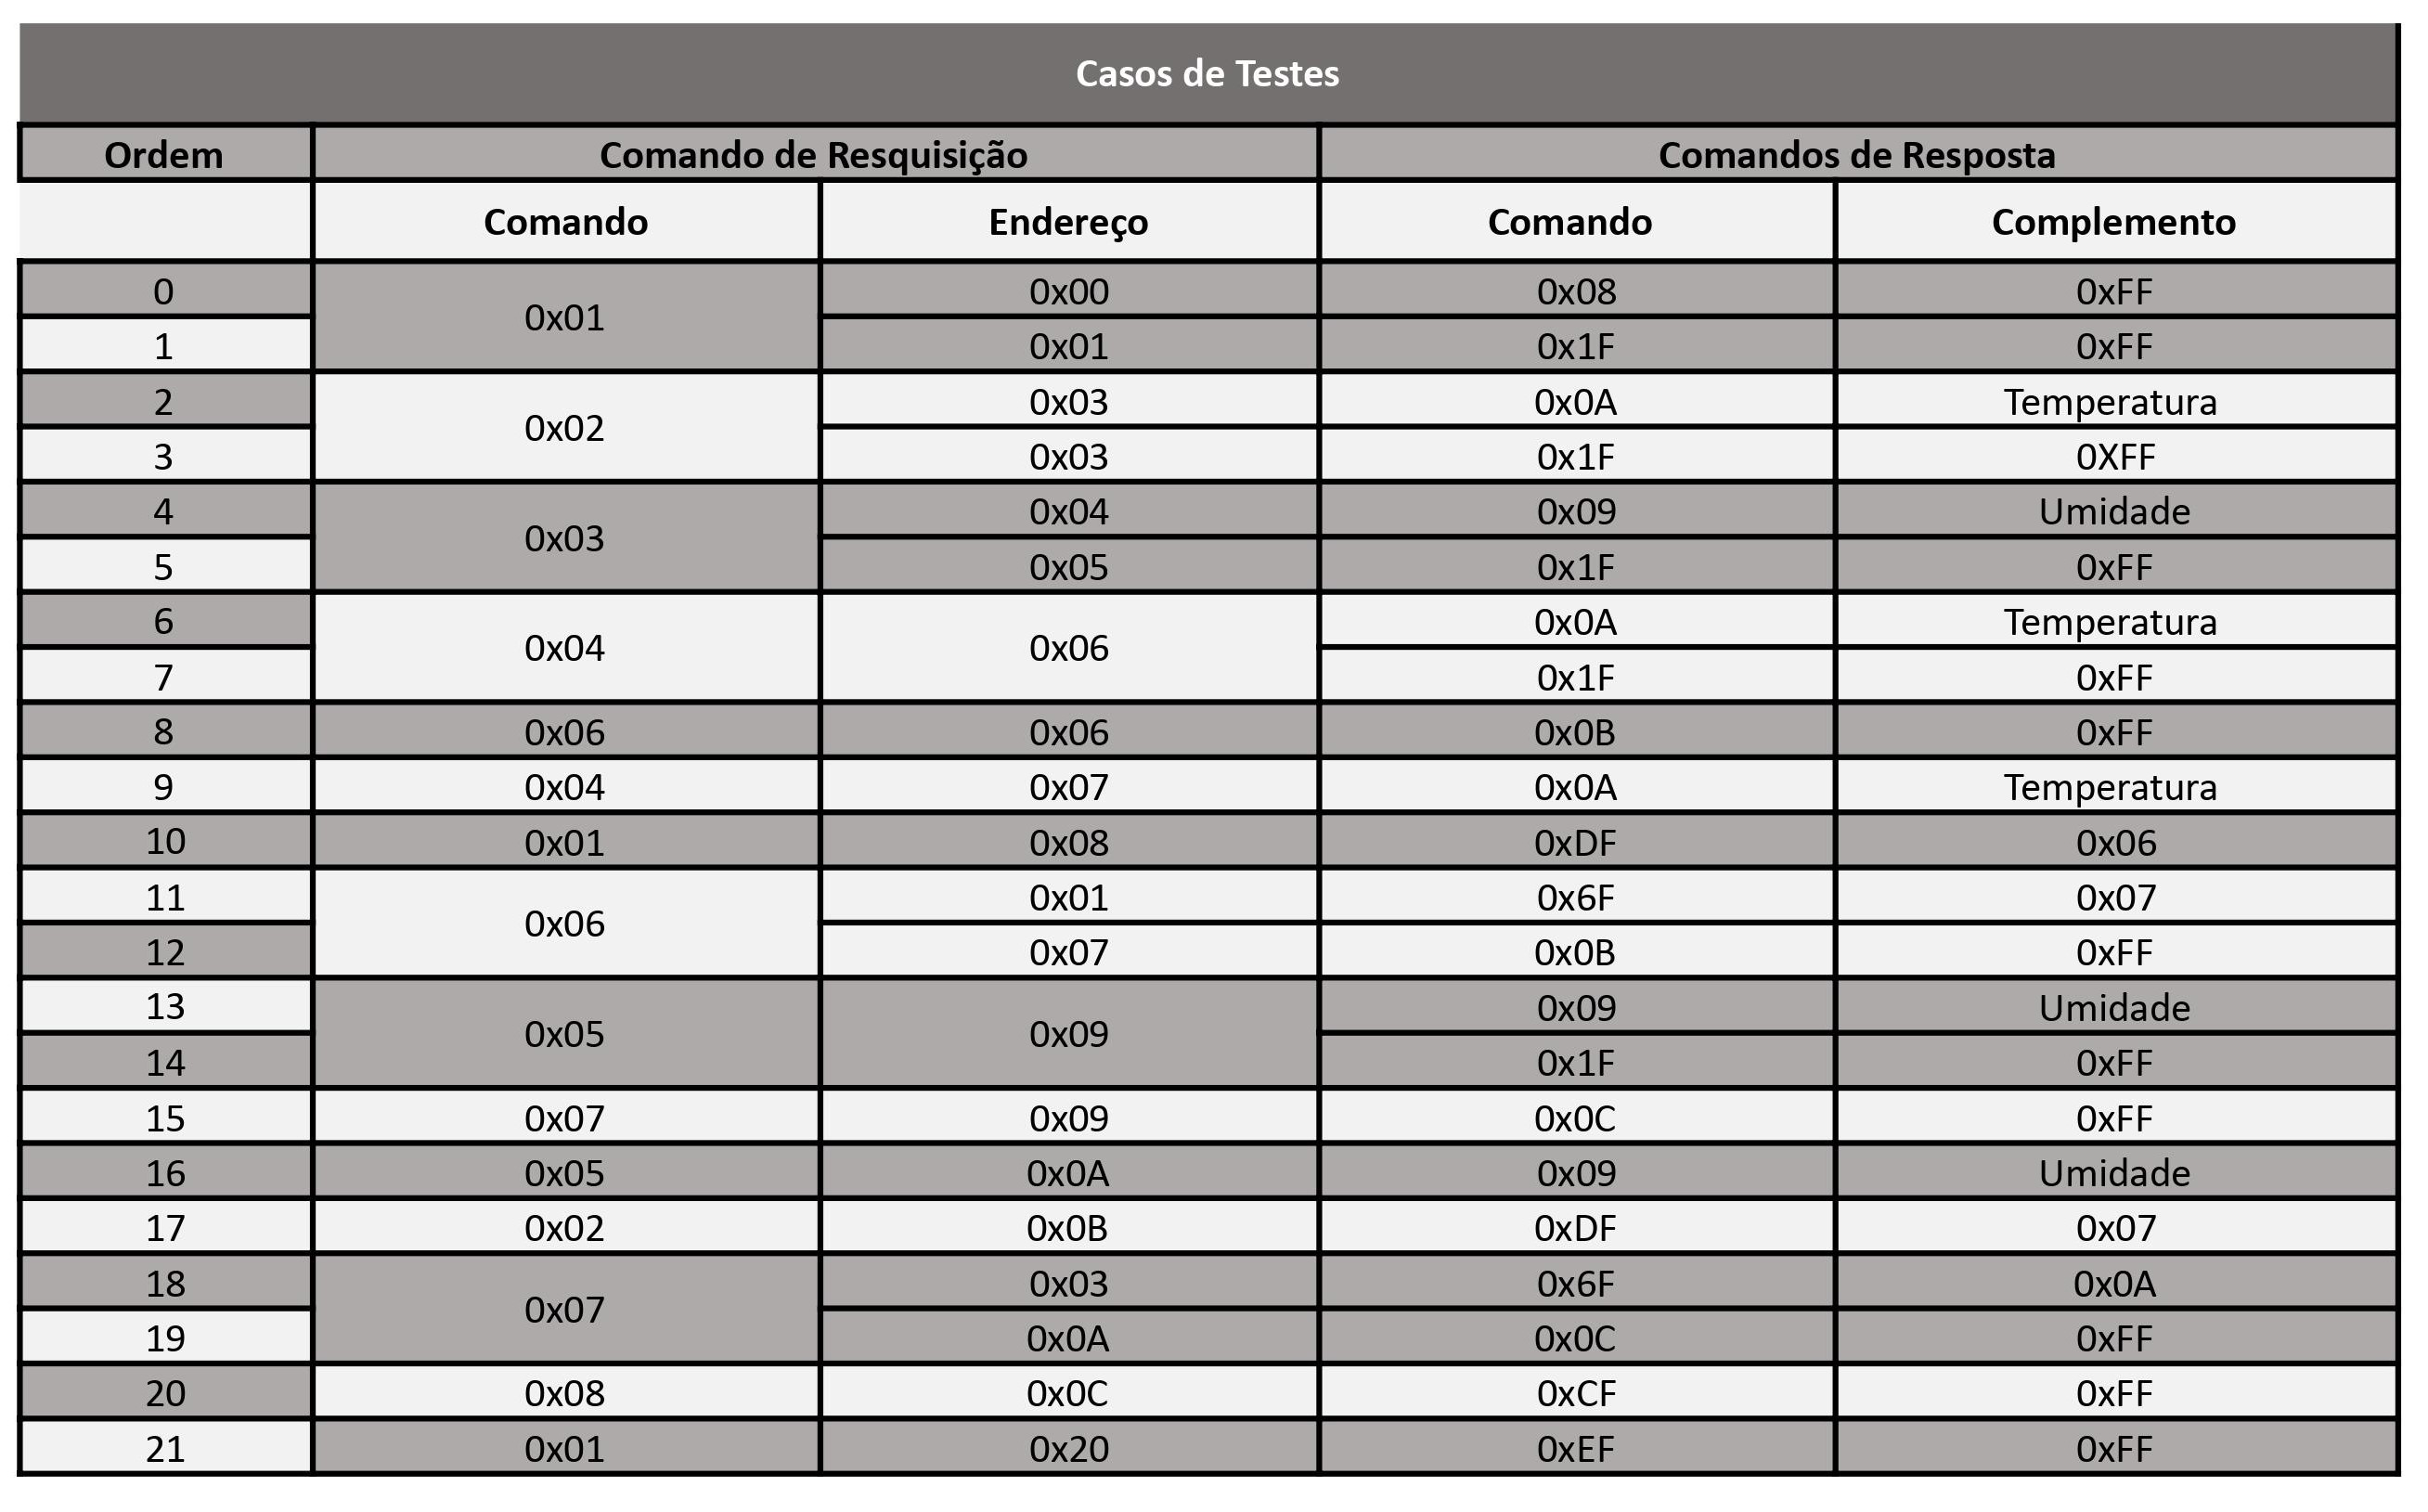 Casos de Testes
Ordem Comando de Resquisição Comandos de Resposta
Comando Endereço Comando Complemento
0 0x01 0x00 0x08 0xFF
1 0x01 0x1F 0xFF
2 0x02 0x03 0x0A Temperatura
3 0x03 0x1F 0XFF
4 0x03 0x04 0x09 Umidade
5 0x05 0x1F 0xFF
6 0x04 0x06 0x0A Temperatura
7 0x1F 0xFF
8 0x06 0x06 0x0B 0xFF
9 0x04 0x07 0x0A Temperatura
10 0x01 0x08 0xDF 0x06
11 0x06 0x01 0x6F 0x07
12 0x07 0x0B 0xFF
13 0x05 0x09 0x09 Umidade
14 0x1F 0xFF
15 0x07 0x09 0x0C 0xFF
16 0x05 0x0A 0x09 Umidade
17 0x02 0x0B 0xDF 0x07
18 0x07 0x03 0x6F 0x0A
19 0x0A 0x0C 0xFF
20 0x08 0x0C 0xCF 0xFF
21 0x01 0x20 0xEF 0xFF